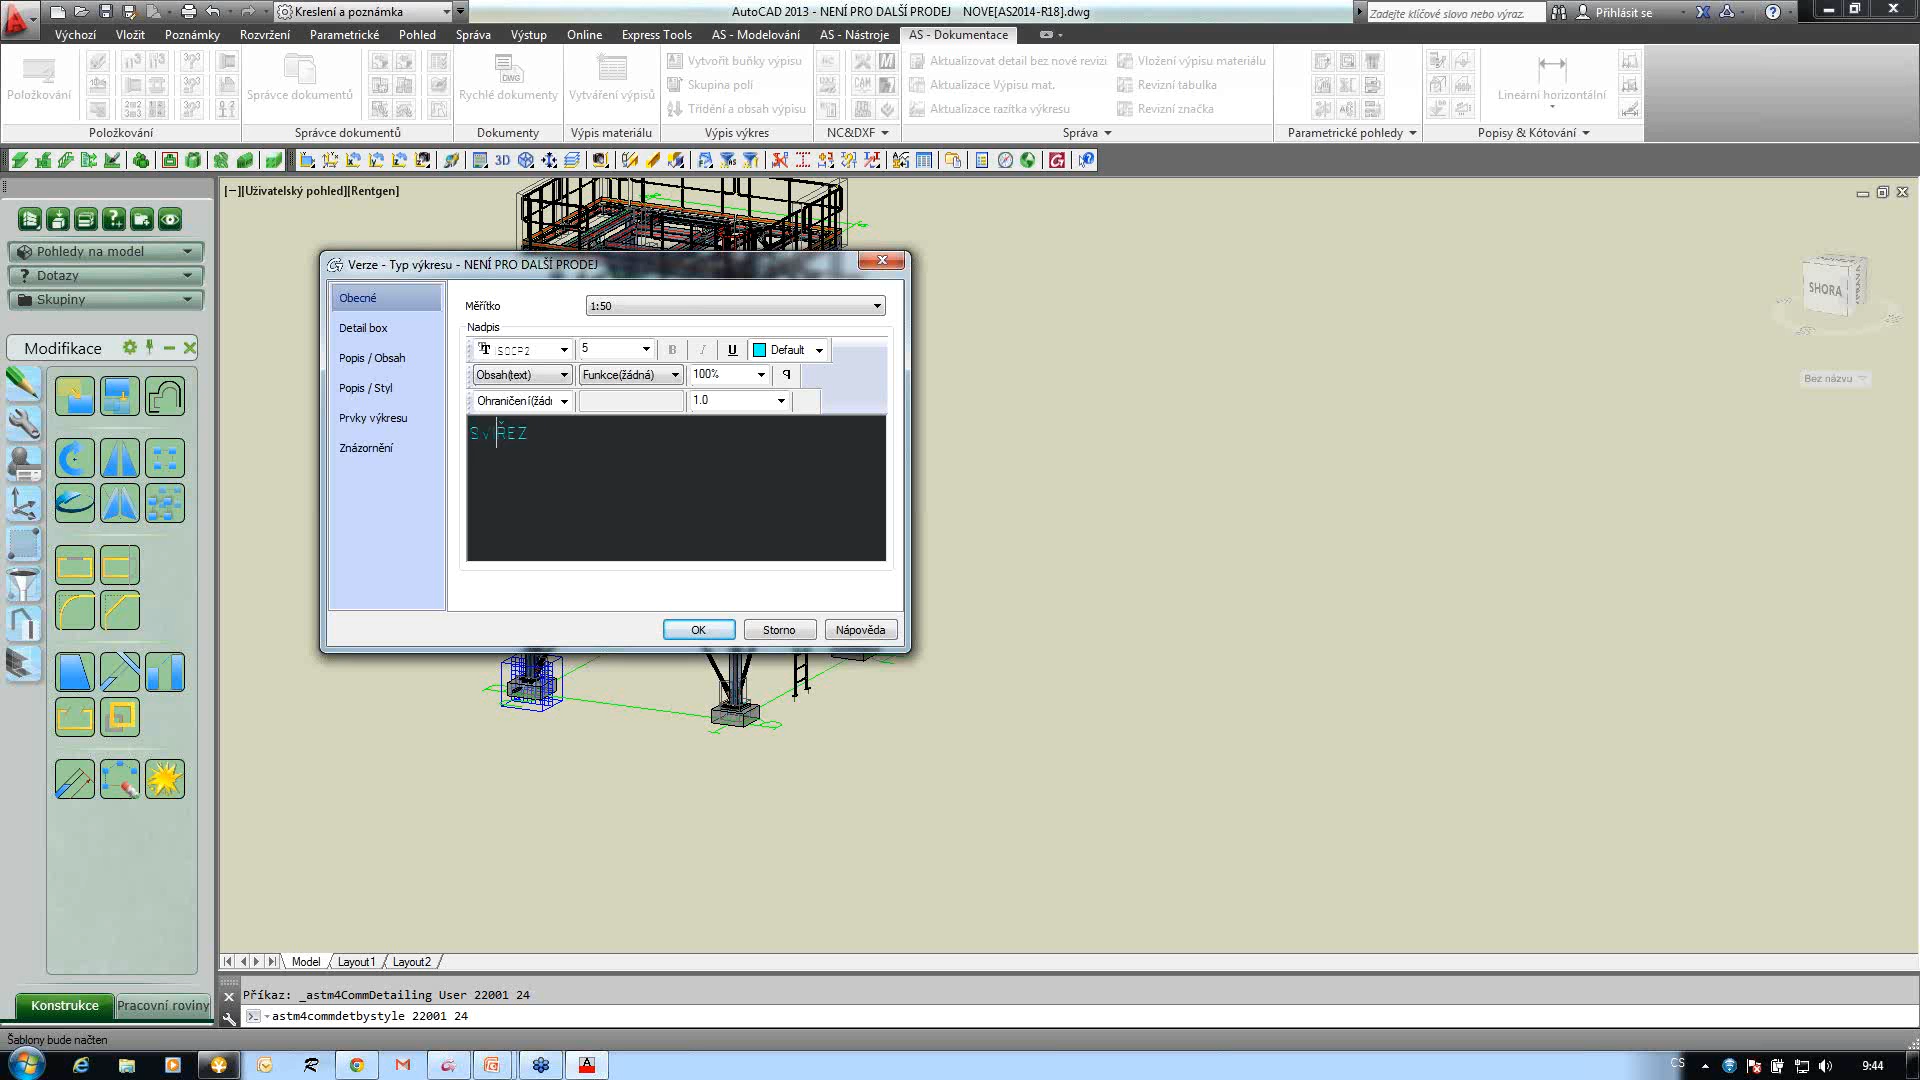 Kreslení a poznámka
AutoCAD 2013 - NENÍ PRO DALŠÍ PRODEJ NOVE[AS2014-R18].dwg
Zadejte klíčové slovo nebo výraz.
Přihlásit se
Výchozí Vložit Poznámky Rozvržení Parametrické Pohled Správa Výstup Online Express Tools AS - Modelování AS - Nástroje AS - Dokumentace
Položkování
Správce dokumentů
Rychlé dokumenty
Vytváření výpisů
Vytvořit buňky výpisu
Skupina polí
Třídění a obsah výpisu
Aktualizovat detail bez nové revizi
Aktualizace Výpisu mat.
Aktualizace razítka výkresu
Vložení výpisu materiálu
Revizní tabulka
Revizní značka
Lineární horizontální
Položkování Správce dokumentů Dokumenty Výpis materiálu Výpis výkres NC&DXF Správa Parametrické pohledy Popisy & Kótování
[−][Uživatelský pohled][Rentgen]
Pohledy na model
Dotazy
Skupiny
Modifikace
SHORA
Bez názvu
Verze - Typ výkresu - NENÍ PRO DALŠÍ PRODEJ
Obecné
Detail box
Popis / Obsah
Popis / Styl
Prvky výkresu
Znázornění
Měřítko 1:50
Nadpis
ISOCP2 5 B I U Default
Obsah(text) Funkce(žádná) 100%
Ohraničení(žádn 1.0
OK Storno Nápověda
Model Layout1 Layout2
Konstrukce Pracovní roviny
Příkaz: _astm4CommDetailing User 22001 24
astm4commdetbystyle 22001 24
Šablony bude načten
CS 9:44